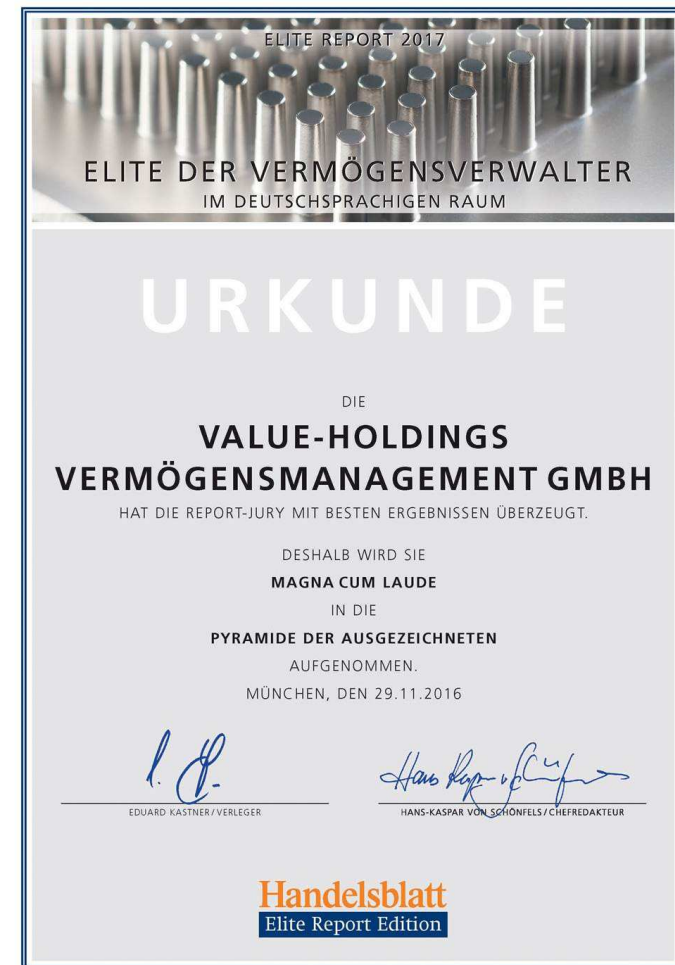 ELITE REPORT 2017
ELITE DER VERMÖGENSVERWALTER
IM DEUTSCHSPRACHIGEN RAUM
URKUNDE
DIE
VALUE-HOLDINGS
VERMÖGENSMANAGEMENT GMBH
HAT DIE REPORT-JURY MIT BESTEN ERGEBNISSEN ÜBERZEUGT.
DESHALB WIRD SIE
MAGNA CUM LAUDE
IN DIE
PYRAMIDE DER AUSGEZEICHNETEN
AUFGENOMMEN.
MÜNCHEN, DEN 29.11.2016
EDUARD KASTNER/VERLEGER
HANS-KASPAR VON SCHÖNFELS/CHEFREDAKTEUR
Handelsblatt
Elite Report Edition